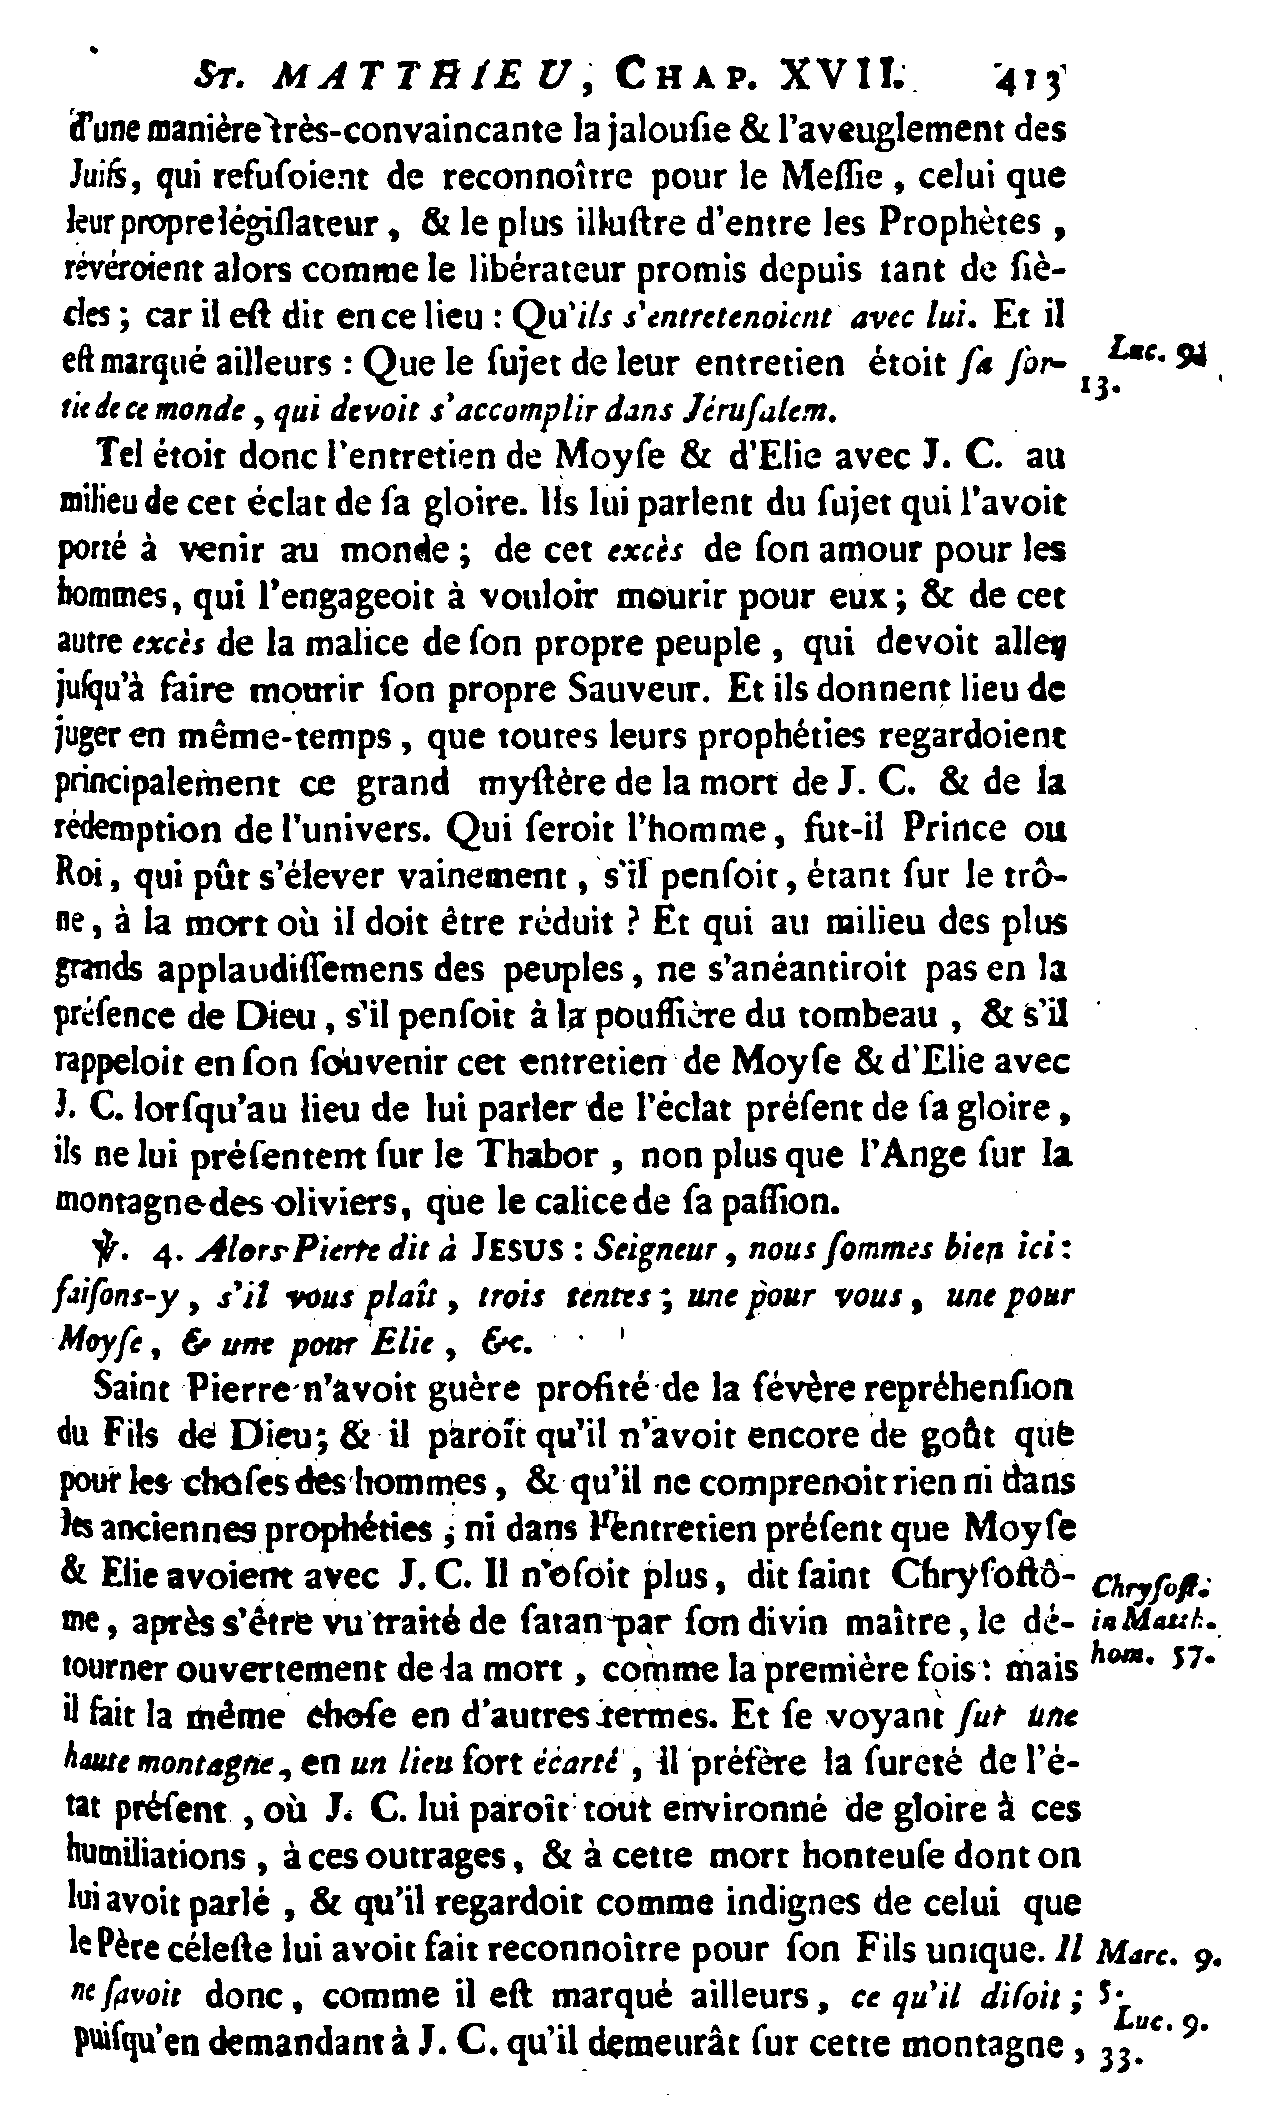 ST. MATTHIEU, CHAP. XVII. 413
d'une manière très-convaincante la jalousie & l'aveuglement des
Juifs, qui refusoient de reconnoître pour le Messie, celui que
leur propre législateur, & le plus illustre d'entre les Prophètes,
révéroient alors comme le libérateur promis depuis tant de siè-
cles; car il est dit en ce lieu : Qu'ils s'entretenoient avec lui. Et il
est marqué ailleurs : Que le sujet de leur entretien étoit sa sor-
Luc. 9.
13.
tie de ce monde, qui devoit s'accomplir dans Jérusalem.
Tel étoit donc l'entretien de Moyse & d'Elie avec J. C. au
milieu de cet éclat de sa gloire. Ils lui parlent du sujet qui l'avoit
porté à venir au monde; de cet excès de son amour pour les
hommes, qui l'engageoit à vouloir mourir pour eux; & de cet
autre excès de la malice de son propre peuple, qui devoit aller
jusqu'à faire mourir son propre Sauveur. Et ils donnent lieu de
juger en même-temps, que toutes leurs prophéties regardoient
principalement ce grand mystère de la mort de J. C. & de la
rédemption de l'univers. Qui seroit l'homme, fut-il Prince ou
Roi, qui pût s'élever vainement, s'il pensoit, étant sur le trô-
ne, à la mort où il doit être réduit ? Et qui au milieu des plus
grands applaudissemens des peuples, ne s'anéantiroit pas en la
présence de Dieu, s'il pensoit à la poussière du tombeau, & s'il
rappeloit en son souvenir cet entretien de Moyse & d'Elie avec
J. C. lorsqu'au lieu de lui parler de l'éclat présent de sa gloire,
ils ne lui présentent sur le Thabor, non plus que l'Ange sur la
montagne des oliviers, que le calice de sa passion.
℣. 4. Alors Pierre dit à JESUS : Seigneur, nous sommes bien ici :
faisons-y, s'il vous plaît, trois tentes; une pour vous, une pour
Moyse, & une pour Elie, &c.
Saint Pierre n'avoit guère profité de la sévère repréhension
du Fils de Dieu; & il paroît qu'il n'avoit encore de goût que
pour les choses des hommes, & qu'il ne comprenoit rien ni dans
les anciennes prophéties, ni dans l'entretien présent que Moyse
& Elie avoient avec J. C. Il n'osoit plus, dit saint Chrysostô-
me, après s'être vu traité de satan par son divin maître, le dé-
tourner ouvertement de la mort, comme la première fois : mais
Chrysost.
in Matth.
hom. 57.
il fait la même chose en d'autres termes. Et se voyant sur une
haute montagne, en un lieu fort écarté, il préfère la sureté de l'é-
tat présent, où J. C. lui paroît tout environné de gloire à ces
humiliations, à ces outrages, & à cette mort honteuse dont on
lui avoit parlé, & qu'il regardoit comme indignes de celui que
le Père céleste lui avoit fait reconnoître pour son Fils unique. Il
ne savoit donc, comme il est marqué ailleurs, ce qu'il disoit;
puisqu'en demandant à J. C. qu'il demeurât sur cette montagne,
Marc. 9.
5.
Luc. 9.
33.